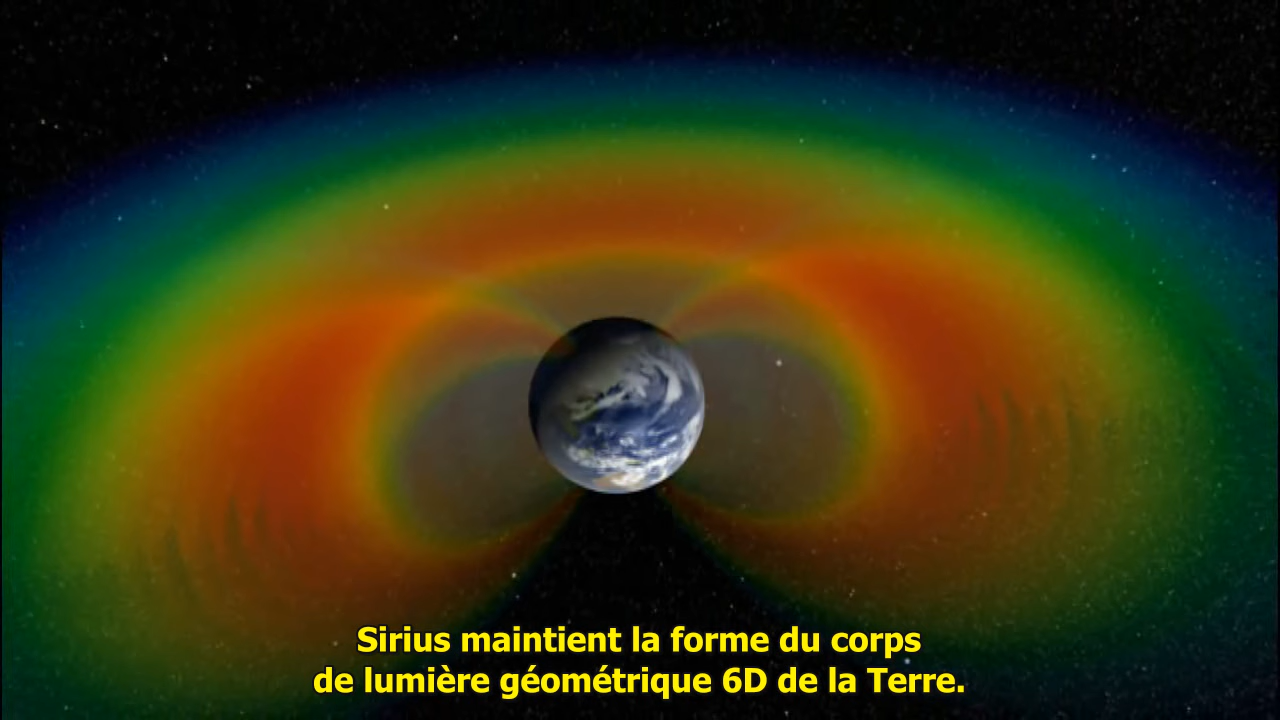 Sirius maintient la forme du corps
de lumière géométrique 6D de la Terre.